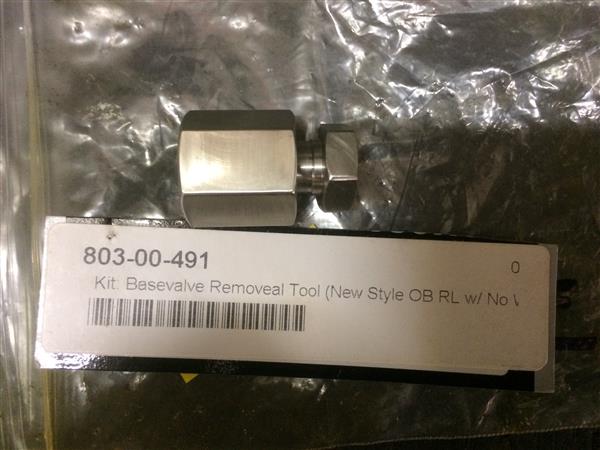 803-00-491
0
Kit: Basevalve Removeal Tool (New Style OB RL w/ No